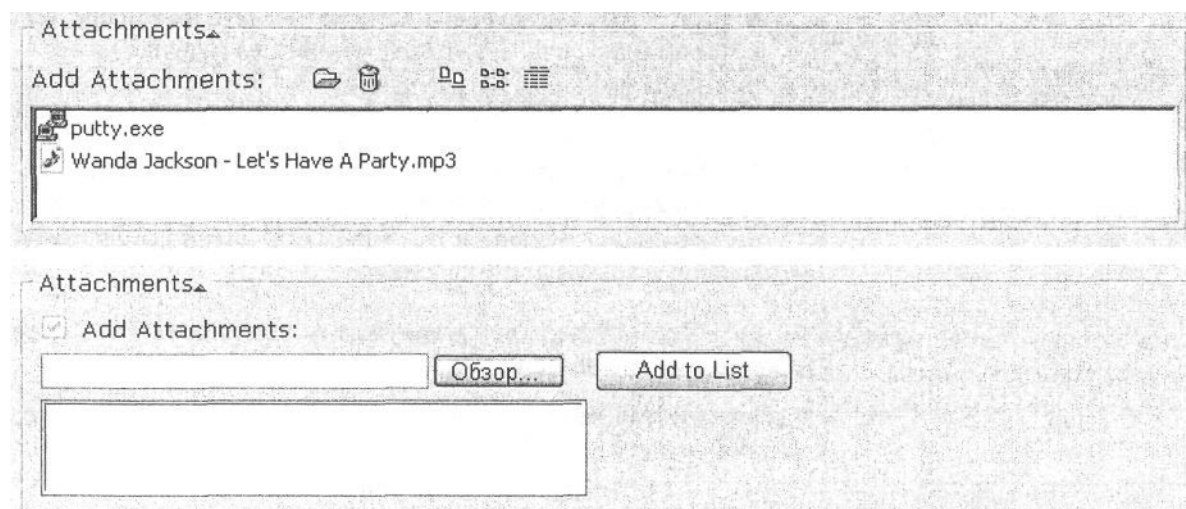 Attachments
Add Attachments:
putty.exe
Wanda Jackson - Let's Have A Party.mp3
Attachments
Add Attachments:
Обзор... Add to List